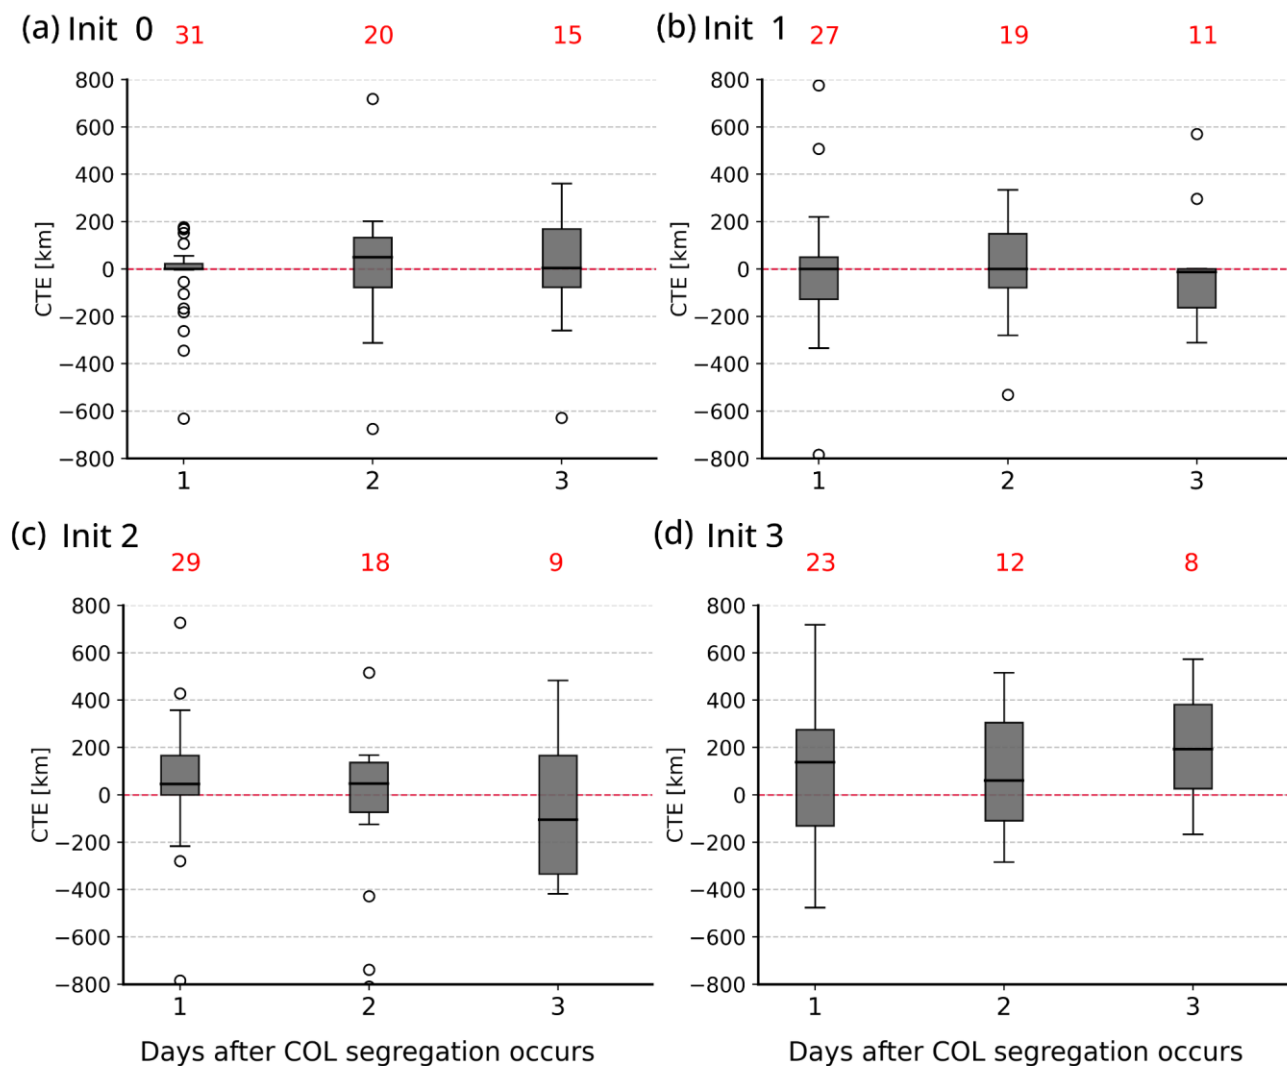 (a) Init 0 31 20 15
800
600
400
200
0
−200
−400
−600
−800
CTE [km]
1 2 3
(b) Init 1 27 19 11
800
600
400
200
0
−200
−400
−600
−800
CTE [km]
1 2 3
(c) Init 2
29 18 9
800
600
400
200
0
−200
−400
−600
−800
CTE [km]
1 2 3
Days after COL segregation occurs
(d) Init 3
23 12 8
800
600
400
200
0
−200
−400
−600
−800
CTE [km]
1 2 3
Days after COL segregation occurs